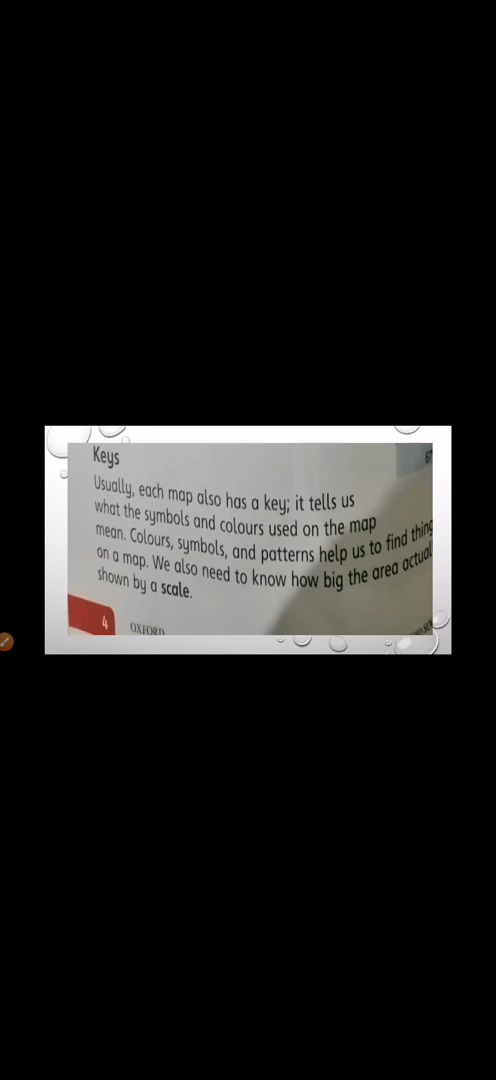 Keys
Usually, each map also has a key; it tells us
what the symbols and colours used on the map
mean. Colours, symbols, and patterns help us to find thing
on a map. We also need to know how big the area actual
shown by a scale.
4
OXFORD